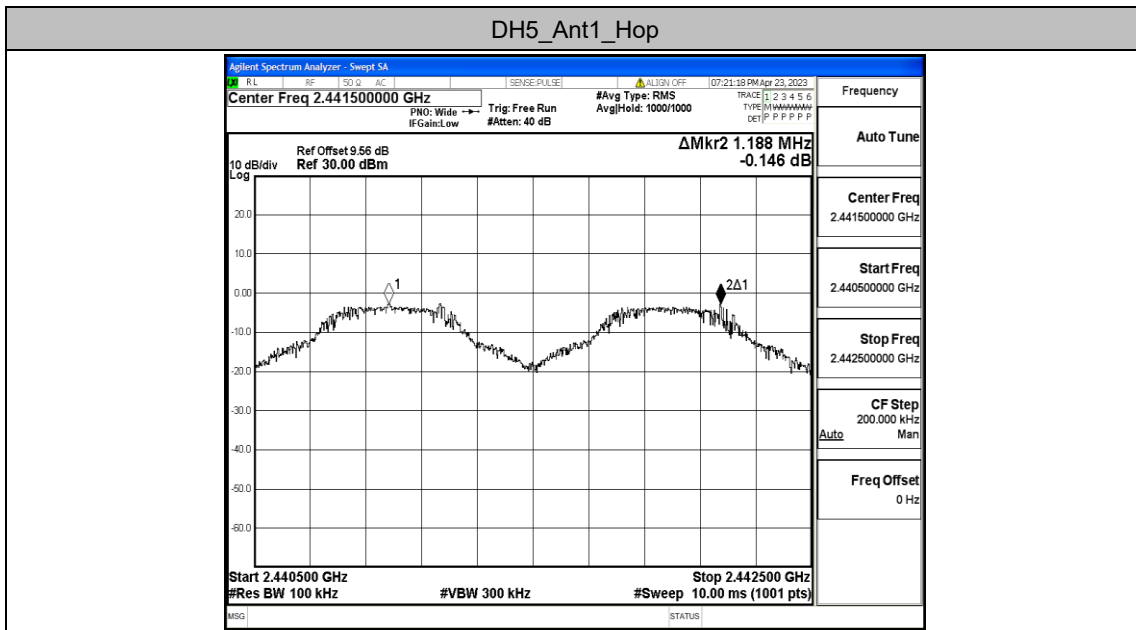 DH5_Ant1_Hop
Agilent Spectrum Analyzer - Swept SA
RL RF 50 Ω AC SENSE:PULSE ALIGN OFF 07:21:18 PM Apr 23, 2023
Center Freq 2.441500000 GHz
PNO: Wide
IFGain:Low
Trig: Free Run
#Atten: 40 dB
#Avg Type: RMS
Avg|Hold: 1000/1000
TRACE 1 2 3 4 5 6
TYPE M
DET P P P P P P
ΔMkr2 1.188 MHz
-0.146 dB
Ref Offset 9.56 dB
10 dB/div Ref 30.00 dBm
Log
20.0
10.0
0.00
-10.0
-20.0
-30.0
-40.0
-50.0
-60.0
1
2Δ1
Start 2.440500 GHz Stop 2.442500 GHz
#Res BW 100 kHz #VBW 300 kHz #Sweep 10.00 ms (1001 pts)
MSG STATUS
Frequency
Auto Tune
Center Freq
2.441500000 GHz
Start Freq
2.440500000 GHz
Stop Freq
2.442500000 GHz
CF Step
200.000 kHz
Auto Man
Freq Offset
0 Hz